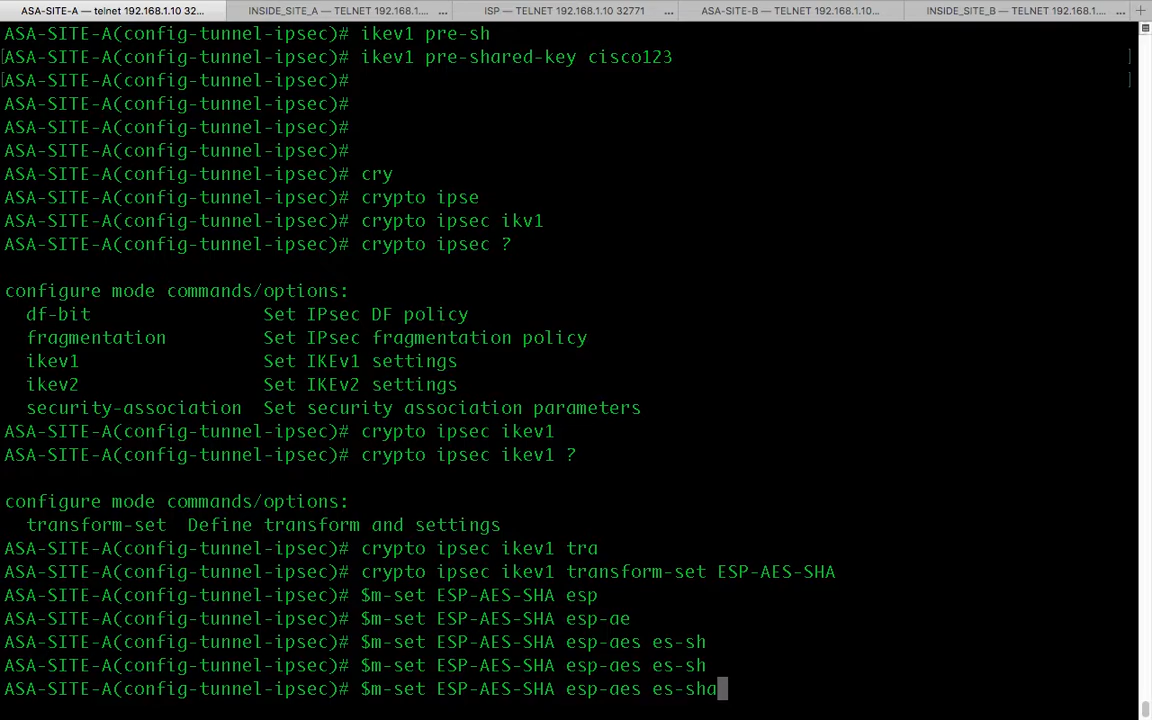 ASA-SITE-A — telnet 192.168.1.10 32... INSIDE_SITE_A — TELNET 192.168.1.... ... ISP — TELNET 192.168.1.10 32771 ... ASA-SITE-B — TELNET 192.168.1.10... INSIDE_SITE_B — TELNET 192.168.1.... ... +
ASA-SITE-A(config-tunnel-ipsec)# ikev1 pre-sh
[ASA-SITE-A(config-tunnel-ipsec)# ikev1 pre-shared-key cisco123 ]
[ASA-SITE-A(config-tunnel-ipsec)# ]
ASA-SITE-A(config-tunnel-ipsec)#
ASA-SITE-A(config-tunnel-ipsec)#
ASA-SITE-A(config-tunnel-ipsec)#
ASA-SITE-A(config-tunnel-ipsec)# cry
ASA-SITE-A(config-tunnel-ipsec)# crypto ipse
ASA-SITE-A(config-tunnel-ipsec)# crypto ipsec ikv1
ASA-SITE-A(config-tunnel-ipsec)# crypto ipsec ?
configure mode commands/options:
df-bit Set IPsec DF policy
fragmentation Set IPsec fragmentation policy
ikev1 Set IKEv1 settings
ikev2 Set IKEv2 settings
security-association Set security association parameters
ASA-SITE-A(config-tunnel-ipsec)# crypto ipsec ikev1
ASA-SITE-A(config-tunnel-ipsec)# crypto ipsec ikev1 ?
configure mode commands/options:
transform-set Define transform and settings
ASA-SITE-A(config-tunnel-ipsec)# crypto ipsec ikev1 tra
ASA-SITE-A(config-tunnel-ipsec)# crypto ipsec ikev1 transform-set ESP-AES-SHA
ASA-SITE-A(config-tunnel-ipsec)# $m-set ESP-AES-SHA esp
ASA-SITE-A(config-tunnel-ipsec)# $m-set ESP-AES-SHA esp-ae
ASA-SITE-A(config-tunnel-ipsec)# $m-set ESP-AES-SHA esp-aes es-sh
ASA-SITE-A(config-tunnel-ipsec)# $m-set ESP-AES-SHA esp-aes es-sh
ASA-SITE-A(config-tunnel-ipsec)# $m-set ESP-AES-SHA esp-aes es-sha